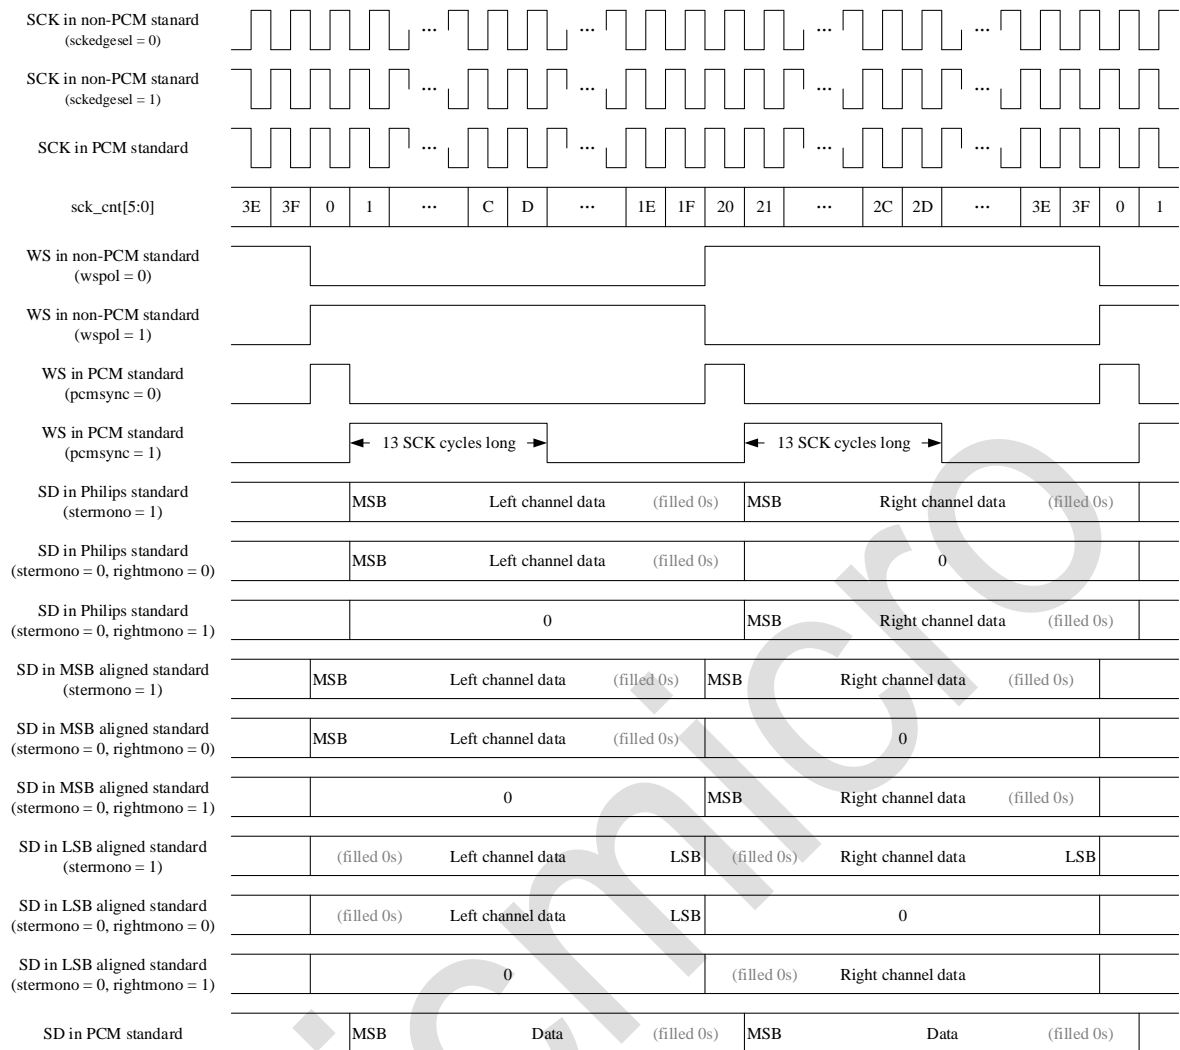 SCK in non-PCM stanard
(sckedgesel = 0)
... ... ... ...
SCK in non-PCM stanard
(sckedgesel = 1)
... ... ... ...
SCK in PCM standard
... ... ... ...
sck_cnt[5:0] 3E 3F 0 1 ... C D ... 1E 1F 20 21 ... 2C 2D ... 3E 3F 0 1
WS in non-PCM standard
(wspol = 0)
WS in non-PCM standard
(wspol = 1)
WS in PCM standard
(pcmsync = 0)
WS in PCM standard
(pcmsync = 1)
13 SCK cycles long 13 SCK cycles long
SD in Philips standard
(stermono = 1)
MSB Left channel data (filled 0s) MSB Right channel data (filled 0s)
SD in Philips standard
(stermono = 0, rightmono = 0)
MSB Left channel data (filled 0s) 0
SD in Philips standard
(stermono = 0, rightmono = 1)
0 MSB Right channel data (filled 0s)
SD in MSB aligned standard
(stermono = 1)
MSB Left channel data (filled 0s) MSB Right channel data (filled 0s)
SD in MSB aligned standard
(stermono = 0, rightmono = 0)
MSB Left channel data (filled 0s) 0
SD in MSB aligned standard
(stermono = 0, rightmono = 1)
0 MSB Right channel data (filled 0s)
SD in LSB aligned standard
(stermono = 1)
(filled 0s) Left channel data LSB (filled 0s) Right channel data LSB
SD in LSB aligned standard
(stermono = 0, rightmono = 0)
(filled 0s) Left channel data LSB 0
SD in LSB aligned standard
(stermono = 0, rightmono = 1)
0 (filled 0s) Right channel data
SD in PCM standard MSB Data (filled 0s) MSB Data (filled 0s)
icmicro